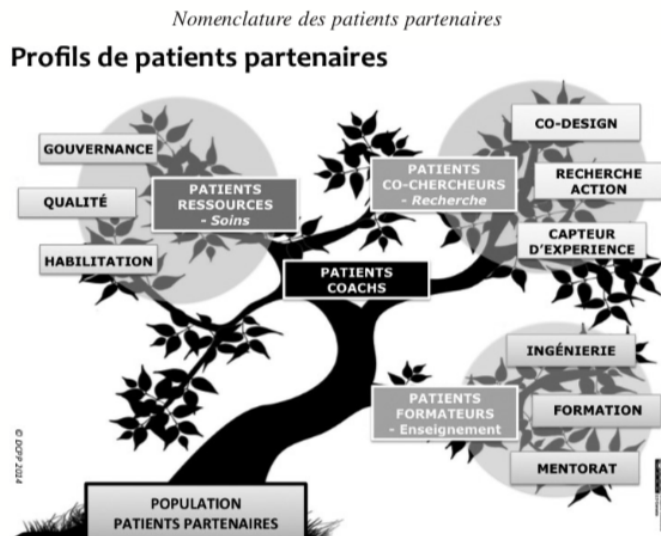 Nomenclature des patients partenaires
Profils de patients partenaires
GOUVERNANCE
QUALITÉ
HABILITATION
PATIENTS
RESSOURCES
- Soins
PATIENTS
CO-CHERCHEURS
- Recherche
CO-DESIGN
RECHERCHE
ACTION
CAPTEUR
D'EXPERIENCE
PATIENTS
COACHS
PATIENTS
FORMATEURS
- Enseignement
INGÉNIERIE
FORMATION
MENTORAT
POPULATION
PATIENTS PARTENAIRES
© DCPP 2014